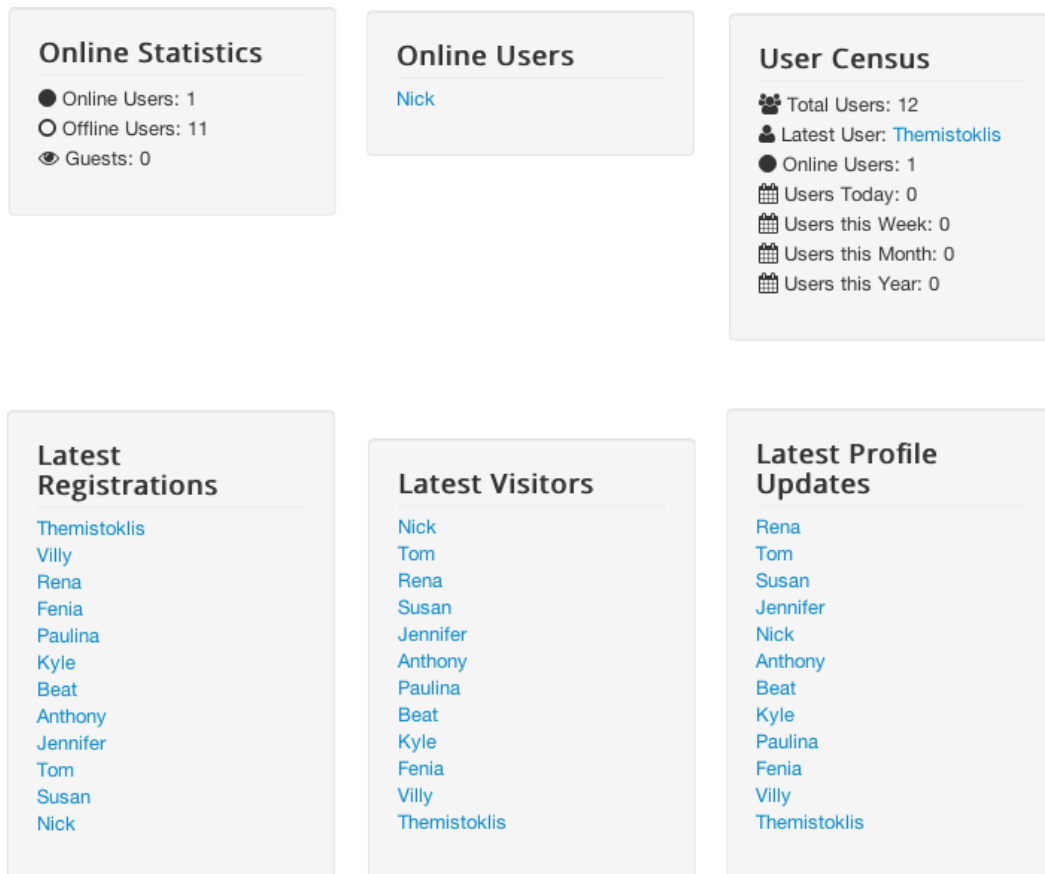 Online Statistics
Online Users: 1
Offline Users: 11
Guests: 0
Online Users
Nick
User Census
Total Users: 12
Latest User: Themistoklis
Online Users: 1
Users Today: 0
Users this Week: 0
Users this Month: 0
Users this Year: 0
Latest
Registrations
Themistoklis
Villy
Rena
Fenia
Paulina
Kyle
Beat
Anthony
Jennifer
Tom
Susan
Nick
Latest Visitors
Nick
Tom
Rena
Susan
Jennifer
Anthony
Paulina
Beat
Kyle
Fenia
Villy
Themistoklis
Latest Profile
Updates
Rena
Tom
Susan
Jennifer
Nick
Anthony
Beat
Kyle
Paulina
Fenia
Villy
Themistoklis